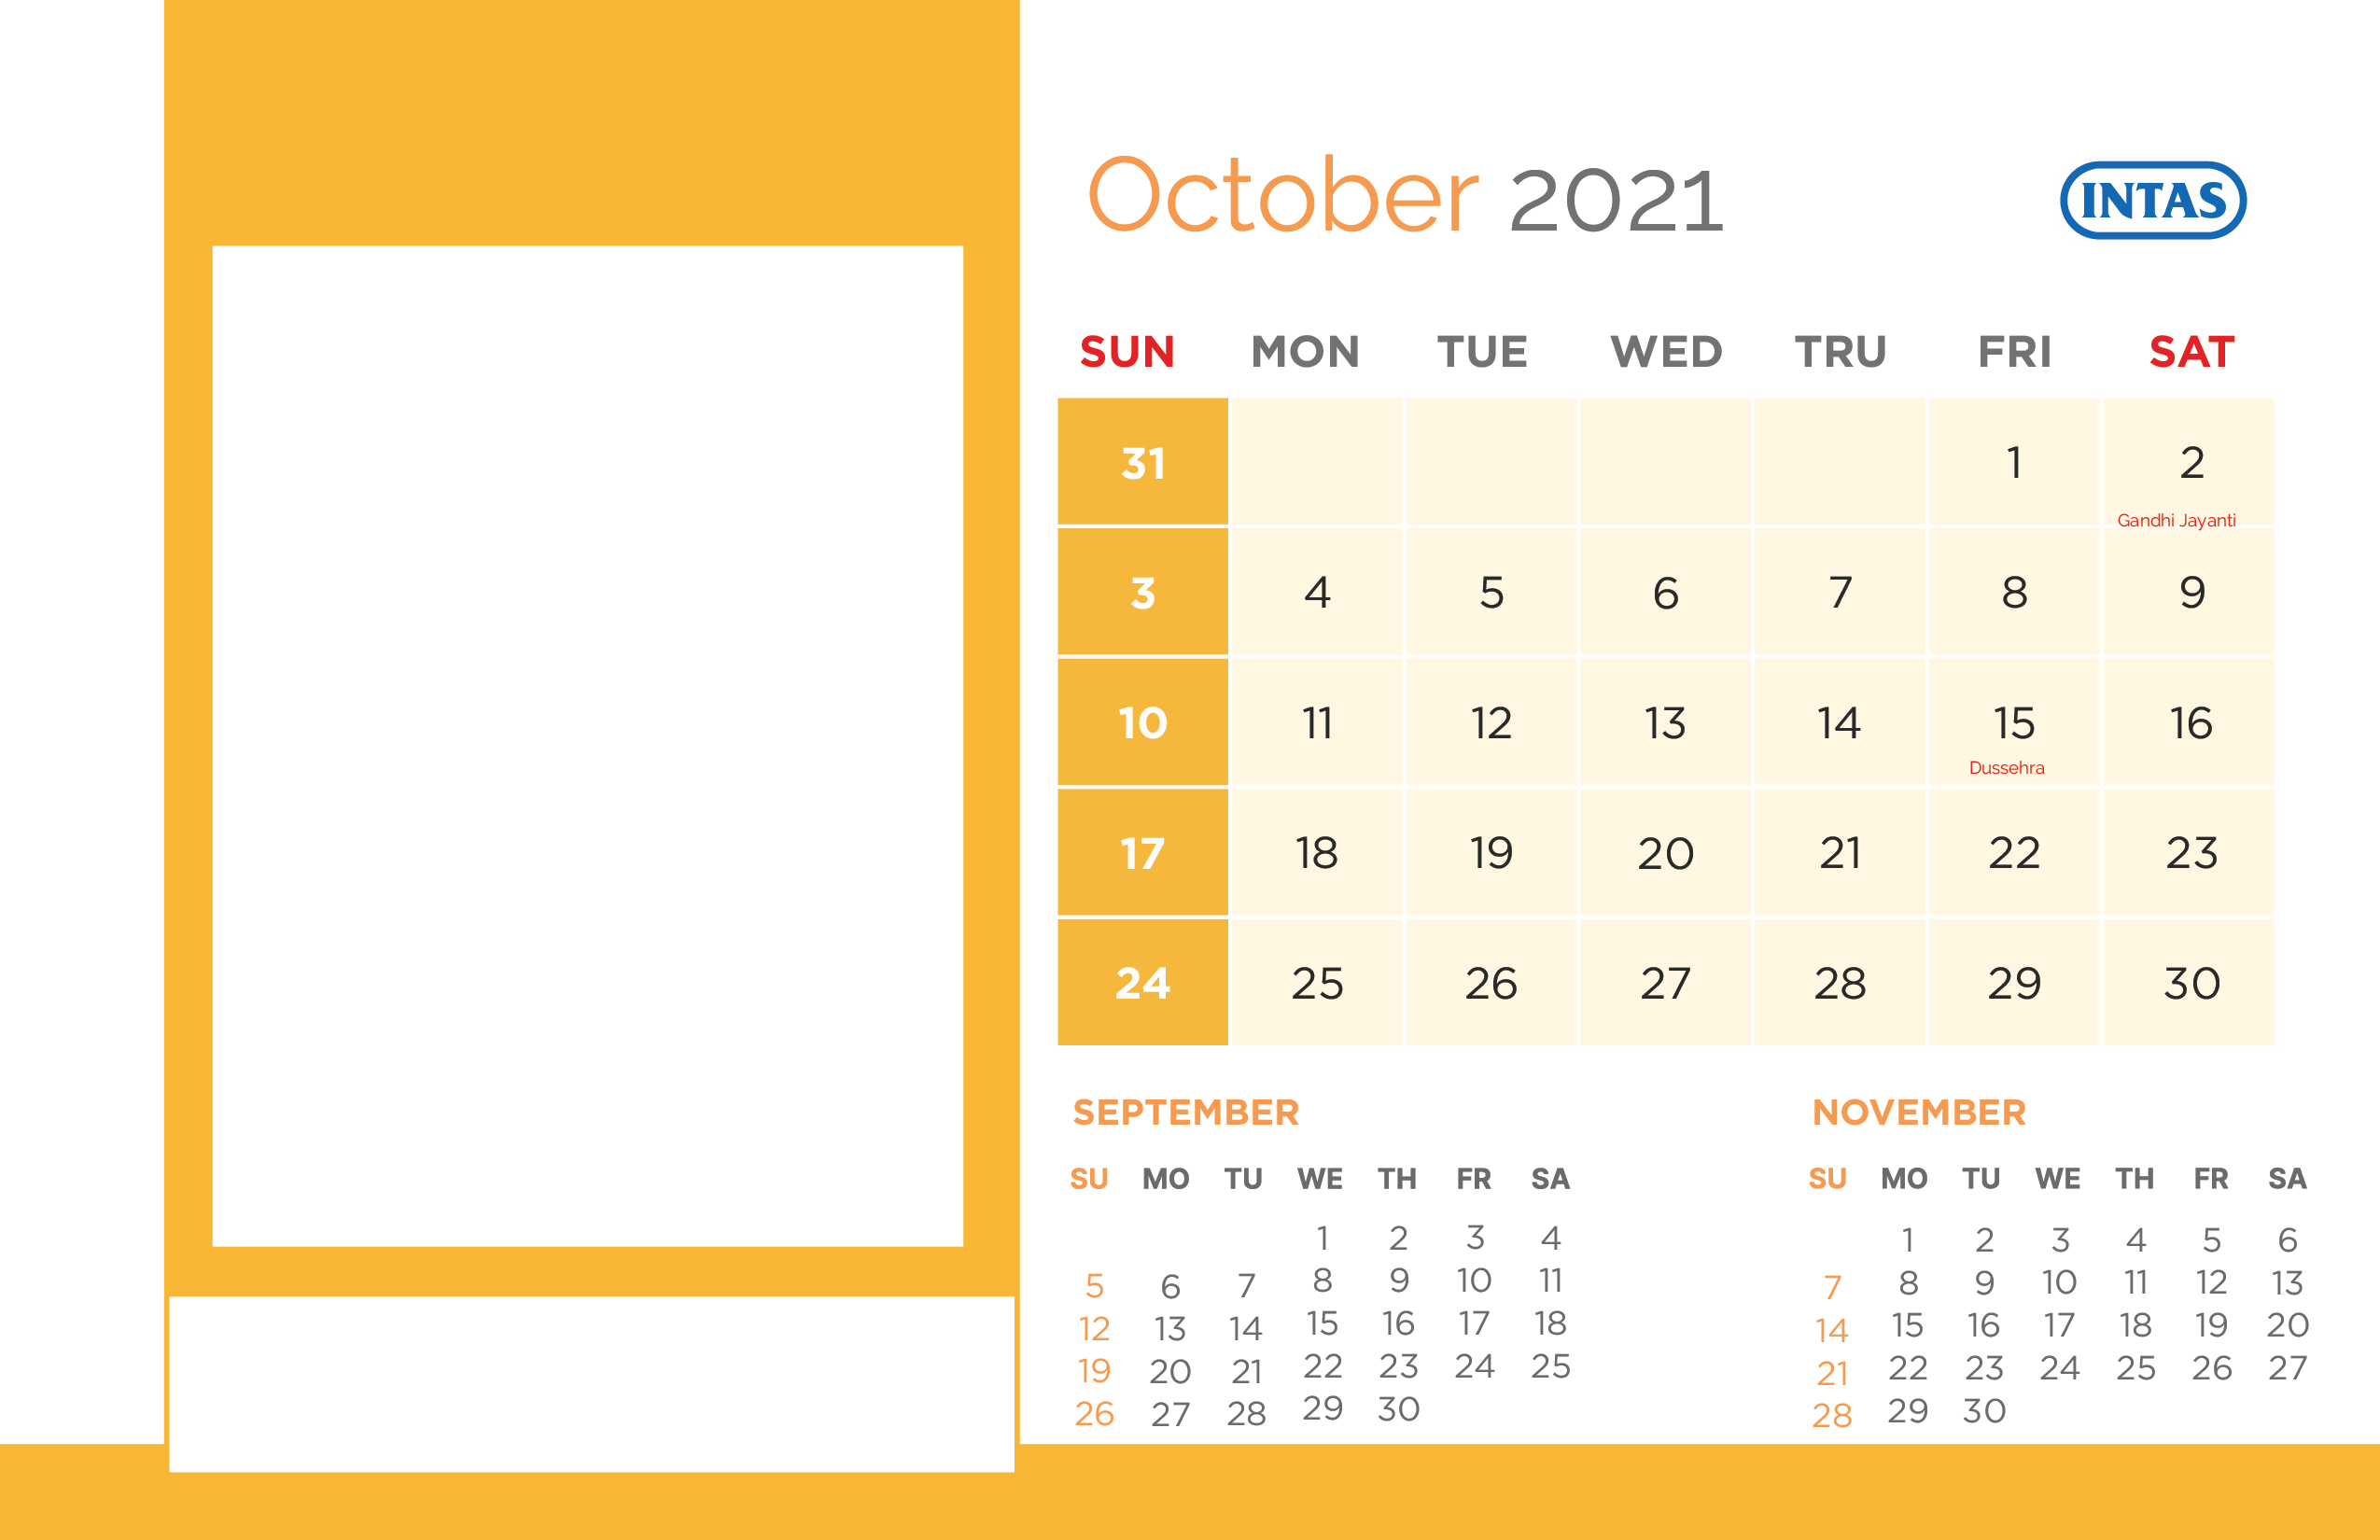 October 2021
INTAS
SUN MON TUE WED TRU FRI SAT
31 1 2
Gandhi Jayanti
3 4 5 6 7 8 9
10 11 12 13 14 15 16
Dussehra
17 18 19 20 21 22 23
24 25 26 27 28 29 30
SEPTEMBER
SU MO TU WE TH FR SA
1 2 3 4
5 6 7 8 9 10 11
12 13 14 15 16 17 18
19 20 21 22 23 24 25
26 27 28 29 30
NOVEMBER
SU MO TU WE TH FR SA
1 2 3 4 5 6
7 8 9 10 11 12 13
14 15 16 17 18 19 20
21 22 23 24 25 26 27
28 29 30